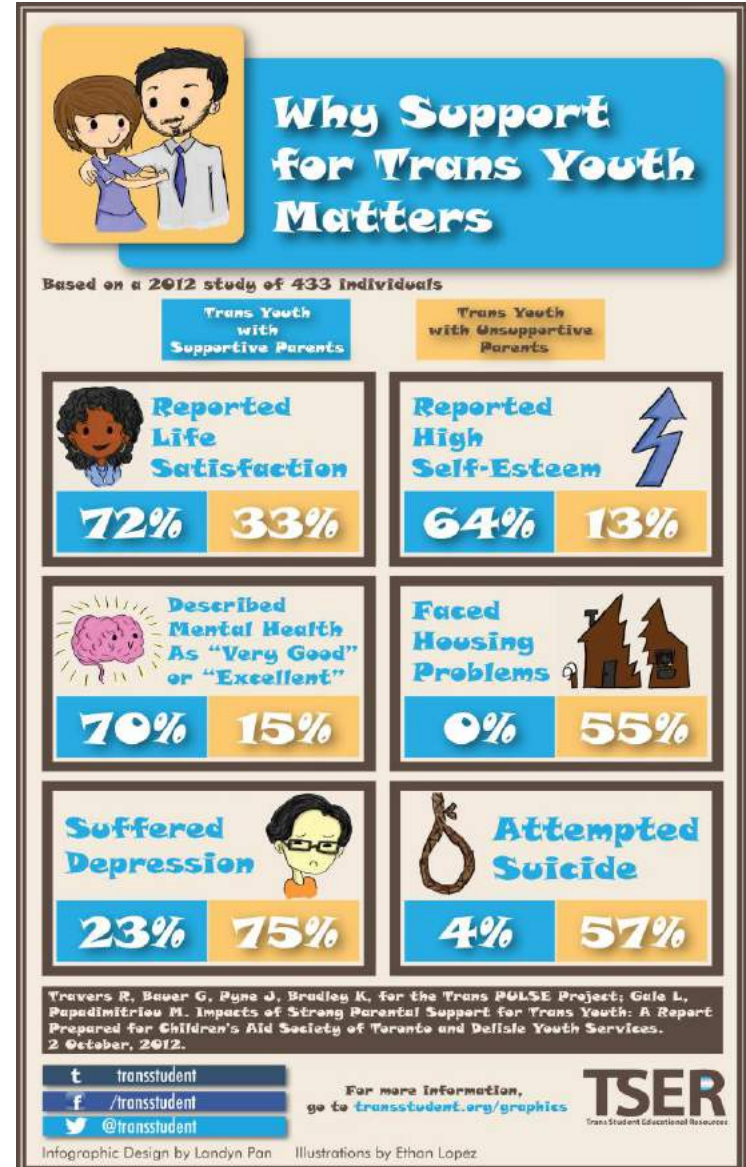 Why Support
for Trans Youth
Matters
Based on a 2012 study of 433 individuals
Trans Youth
with
Supportive Parents
Trans Youth
with Unsupportive
Parents
Reported
Life
Satisfaction
72% 33%
Reported
High
Self-Esteem
64% 13%
Described
Mental Health
As “Very Good”
or “Excellent”
70% 15%
Faced
Housing
Problems
0% 55%
Suffered
Depression
23% 75%
Attempted
Suicide
4% 57%
Travers R, Bauer G, Pyne J, Bradley K, for the Trans PULSE Project; Gale L,
Papadimitriou M. Impacts of Strong Parental Support for Trans Youth: A Report
Prepared for Children's Aid Society of Toronto and Delisle Youth Services.
2 October, 2012.
t transstudent
f /transstudent
@transstudent
For more information,
go to transstudent.org/graphics
TSER
Trans Student Educational Resources
Infographic Design by Landyn Pan Illustrations by Ethan Lopez